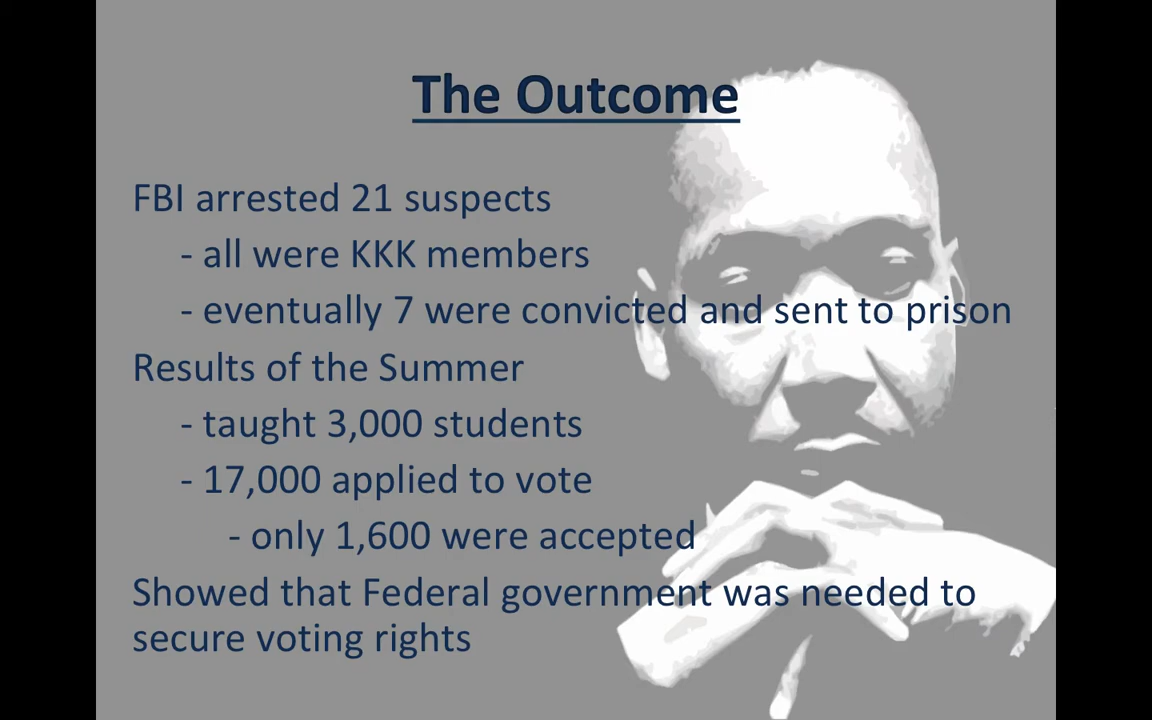 The Outcome
FBI arrested 21 suspects
- all were KKK members
- eventually 7 were convicted and sent to prison
Results of the Summer
- taught 3,000 students
- 17,000 applied to vote
- only 1,600 were accepted
Showed that Federal government was needed to
secure voting rights